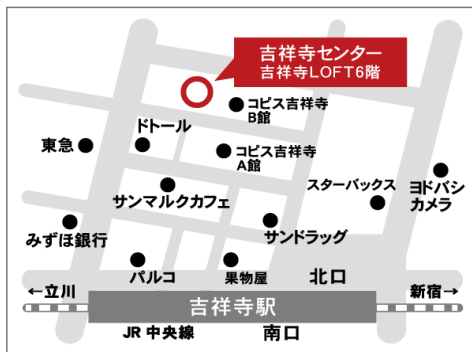 吉祥寺センター
吉祥寺LOFT6階
コピス吉祥寺
B館
ドトール
東急
コピス吉祥寺
A館
スターバックス
ヨドバシ
カメラ
サンマルクカフェ
みずほ銀行
サンドラッグ
パルコ
果物屋
北口
←立川
新宿→
吉祥寺駅
JR中央線
南口